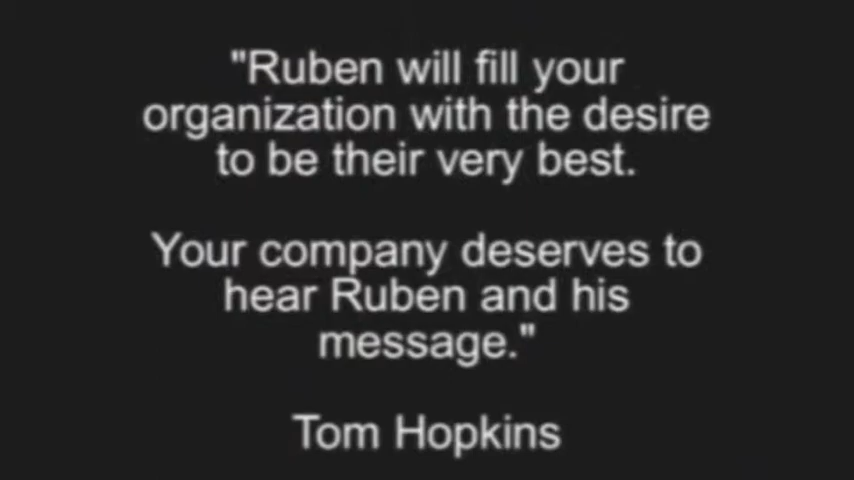 "Ruben will fill your
organization with the desire
to be their very best.
Your company deserves to
hear Ruben and his
message."
Tom Hopkins